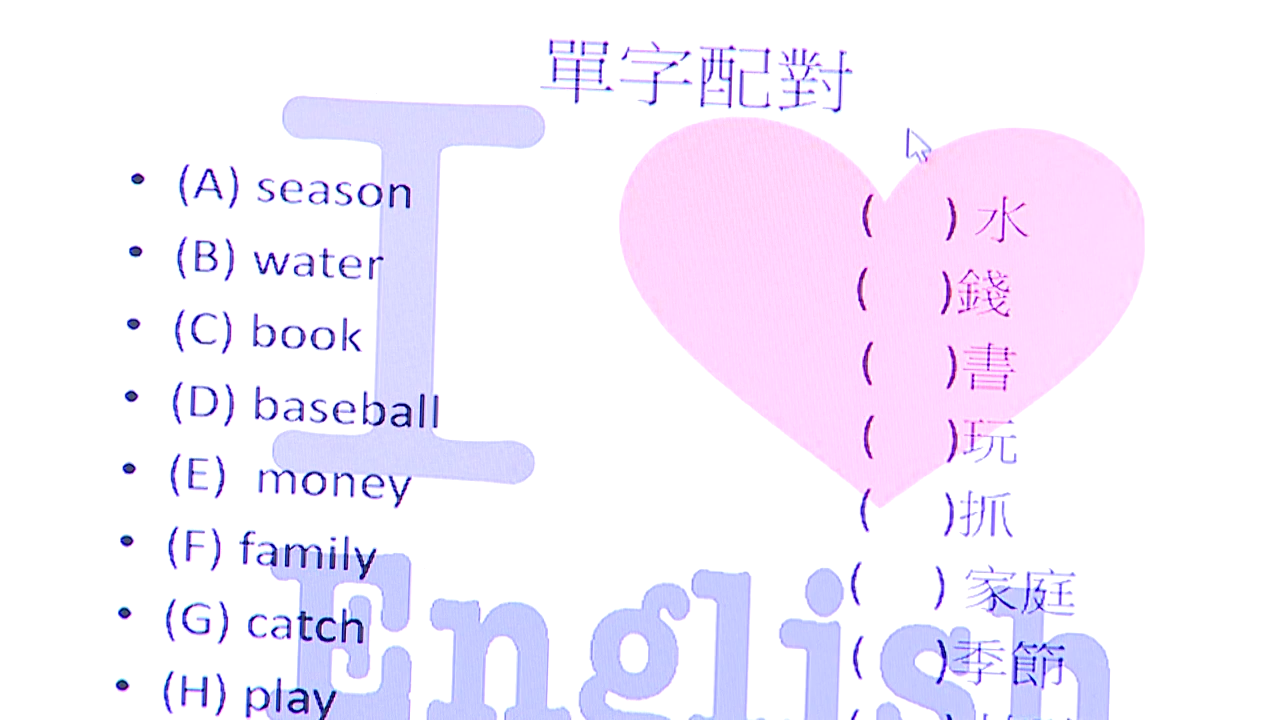 單字配對
• (A) season
• (B) water
• (C) book
• (D) baseball
• (E) money
• (F) family
• (G) catch
• (H) play
( ) 水
( )錢
( )書
( )玩
( )抓
( ) 家庭
( )季節
I
English